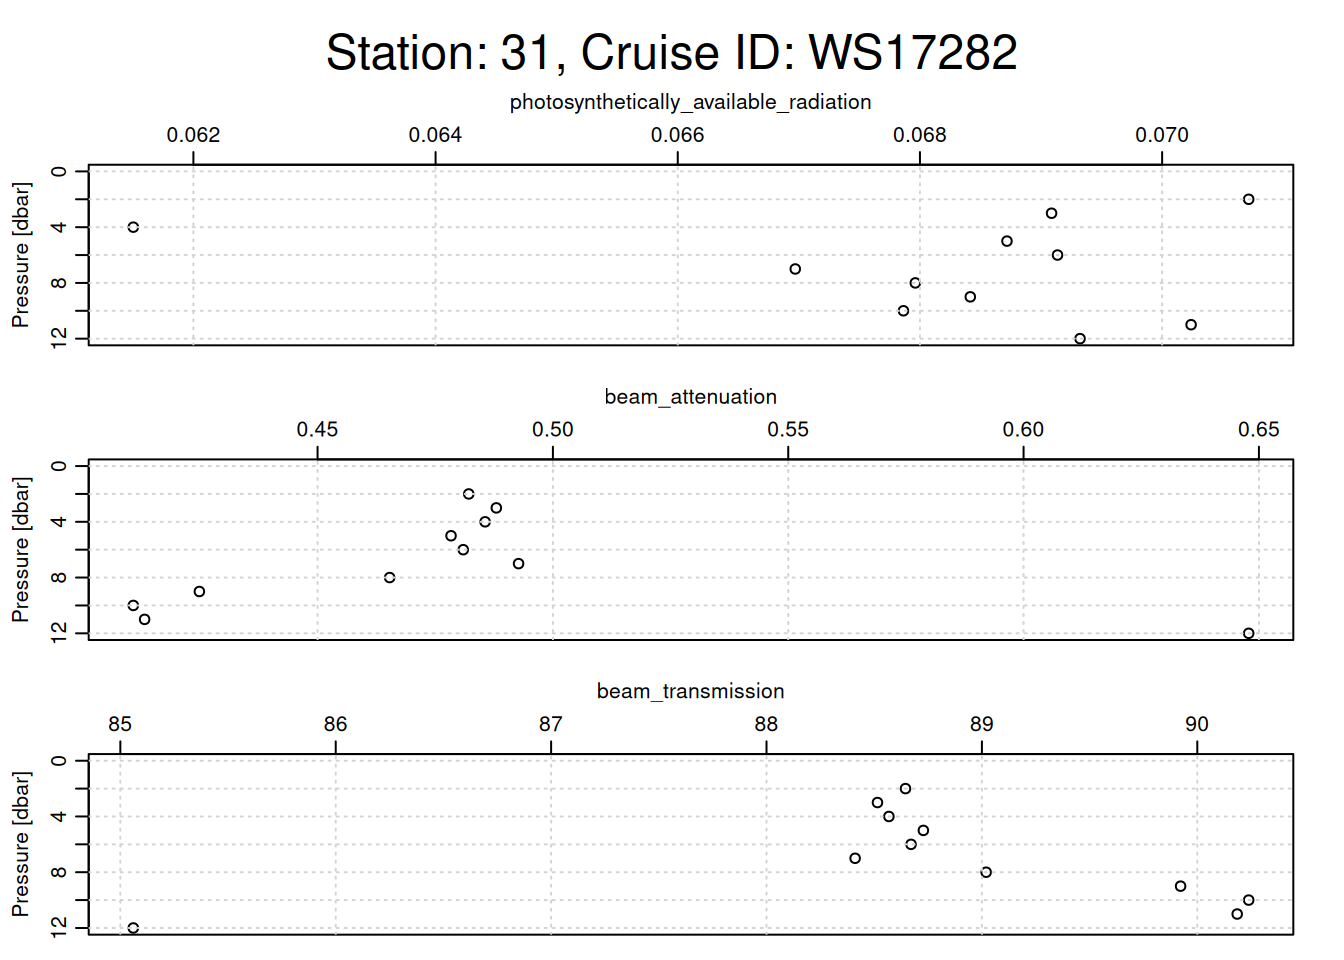 Station: 31, Cruise ID: WS17282
photosynthetically_available_radiation
0.062 0.064 0.066 0.068 0.070
Pressure [dbar]
0 4 8 12
beam_attenuation
0.45 0.50 0.55 0.60 0.65
Pressure [dbar]
0 4 8 12
beam_transmission
85 86 87 88 89 90
Pressure [dbar]
0 4 8 12